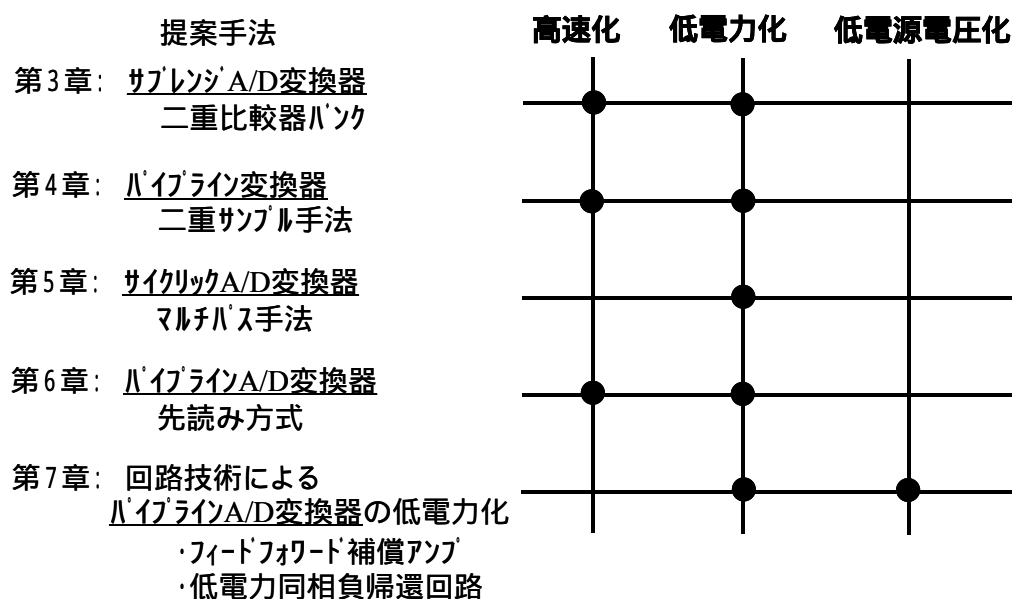 提案手法
高速化 低電力化 低電源電圧化
第3章: ｻﾌﾞﾚﾝｼﾞA/D変換器
二重比較器ﾊﾞﾝｸ
第4章: ﾊﾟｲﾌﾟﾗｲﾝ変換器
二重ｻﾝﾌﾟﾙ手法
第5章: ｻｲｸﾘｯｸA/D変換器
ﾏﾙﾁﾊﾟｽ手法
第6章: ﾊﾟｲﾌﾟﾗｲﾝA/D変換器
先読み方式
第7章: 回路技術による
ﾊﾟｲﾌﾟﾗｲﾝA/D変換器の低電力化
･ﾌｨｰﾄﾞﾌｫﾜｰﾄﾞ補償ｱﾝﾌﾟ
･低電力同相負帰還回路